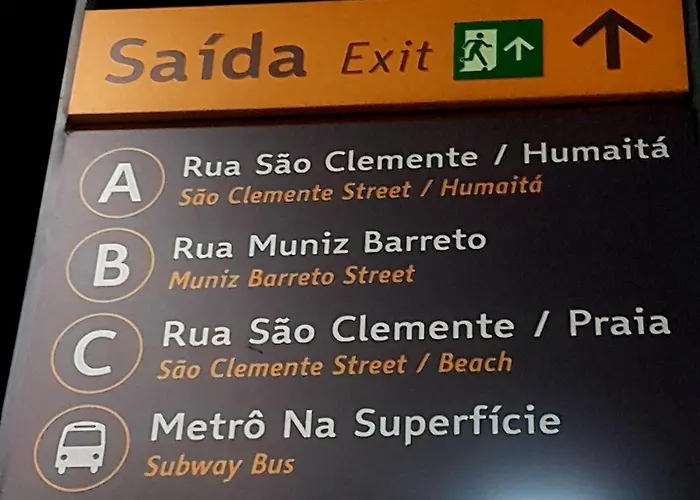 Saída Exit
A Rua São Clemente / Humaitá
São Clemente Street / Humaitá
B Rua Muniz Barreto
Muniz Barreto Street
C Rua São Clemente / Praia
São Clemente Street / Beach
Metrô Na Superfície
Subway Bus